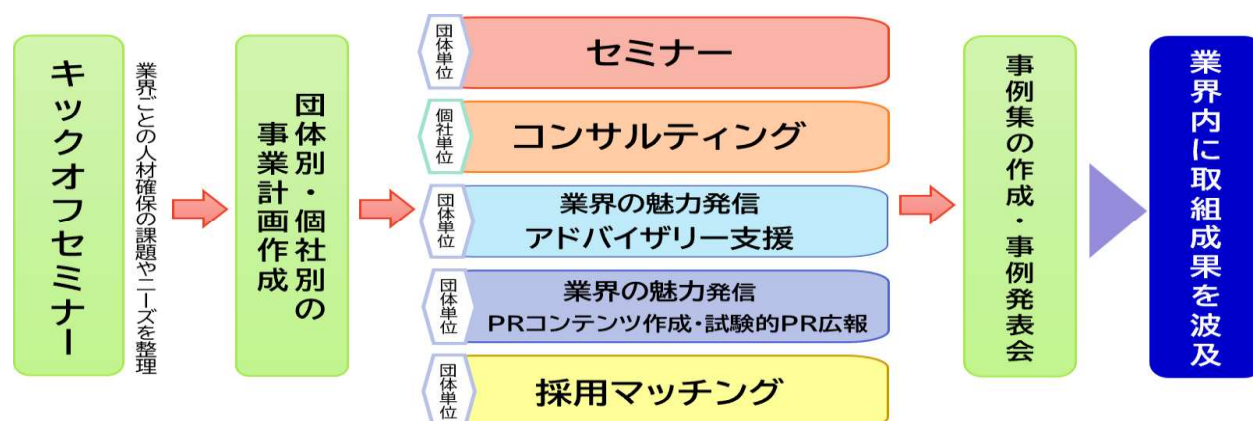 キックオフセミナー
業界ごとの人材確保の課題やニーズを整理
団体別・個社別の
事業計画作成
団体単位
セミナー
個社単位
コンサルティング
団体単位
業界の魅力発信
アドバイザリー支援
団体単位
業界の魅力発信
PRコンテンツ作成・試験的PR広報
団体単位
採用マッチング
事例集の作成・事例発表会
業界内に取組成果を波及